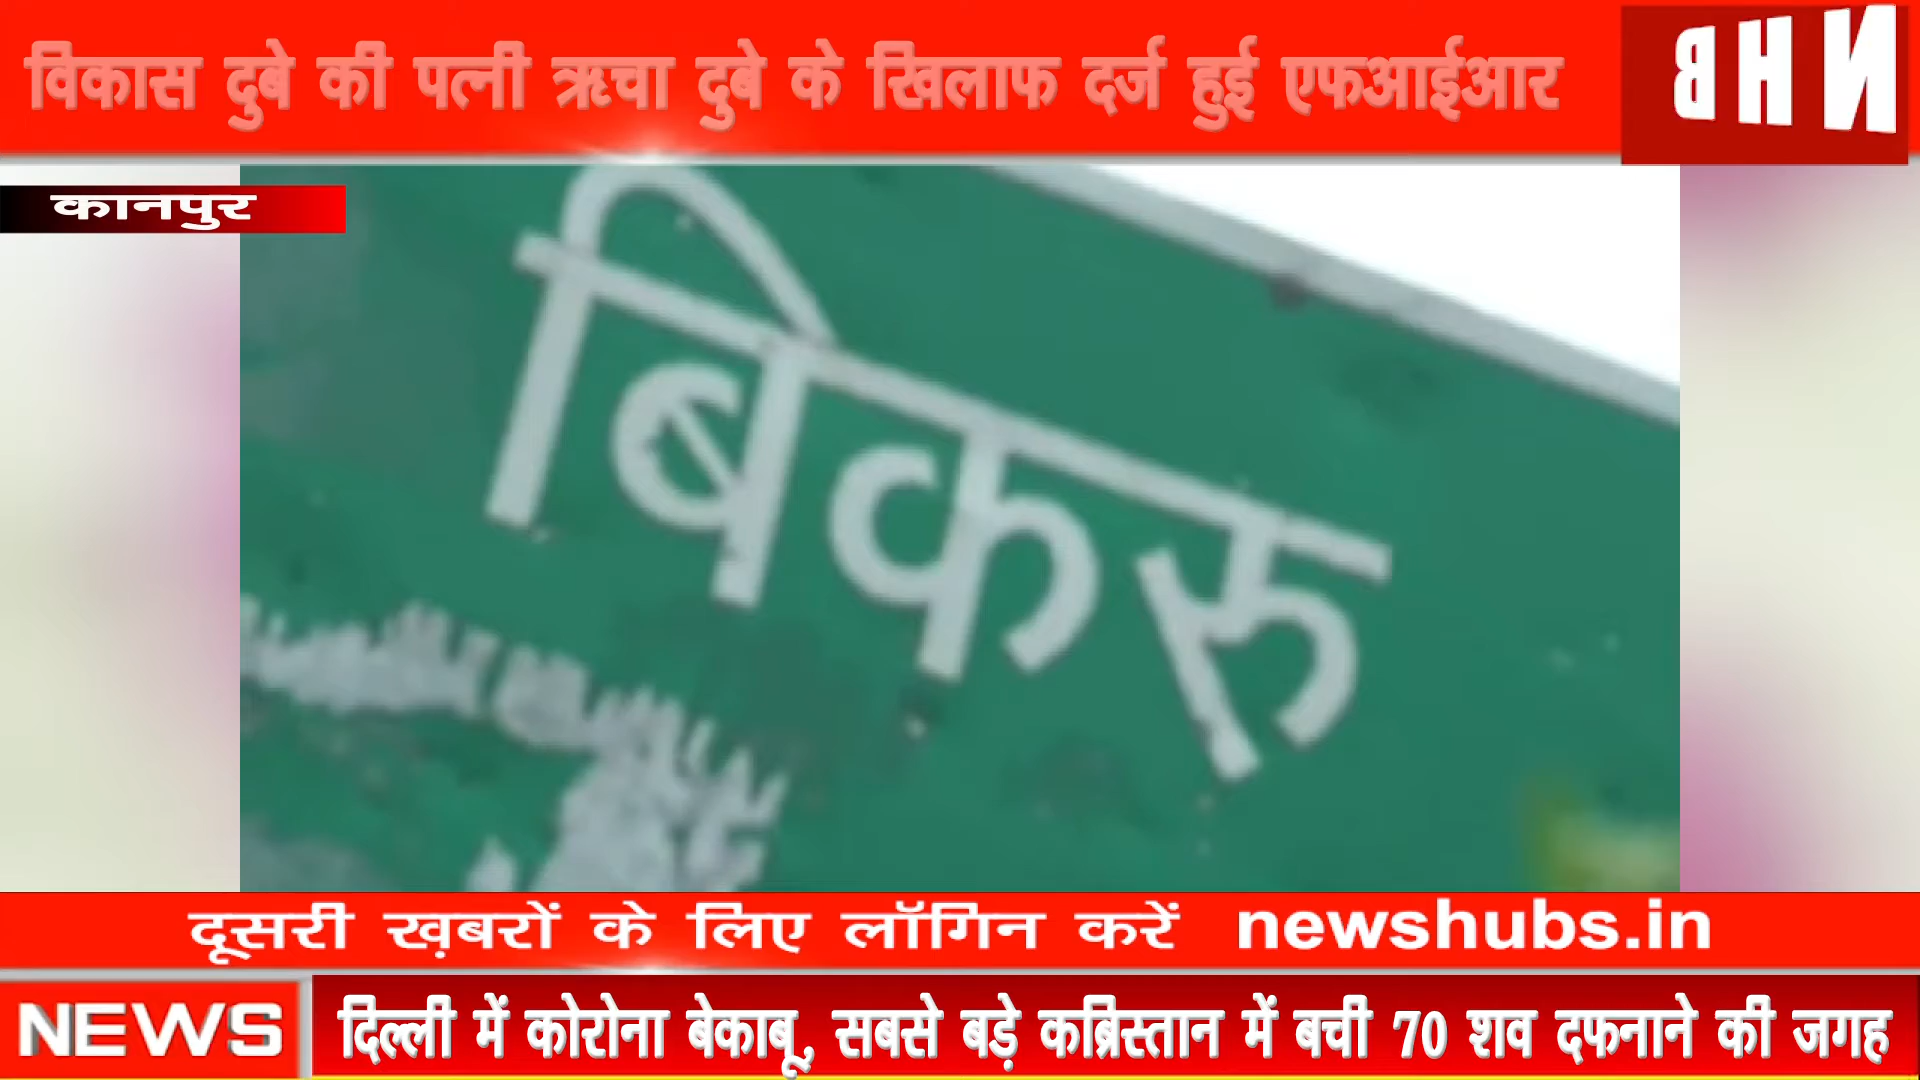 विकास दुबे की पत्नी ऋचा दुबे के खिलाफ दर्ज हुई एफआईआर
NHB
कानपुर
बिकरु
दूसरी ख़बरों के लिए लॉगिन करें newshubs.in
NEWS
दिल्ली में कोरोना बेकाबू, सबसे बड़े कब्रिस्तान में बची 70 शव दफनाने की जगह